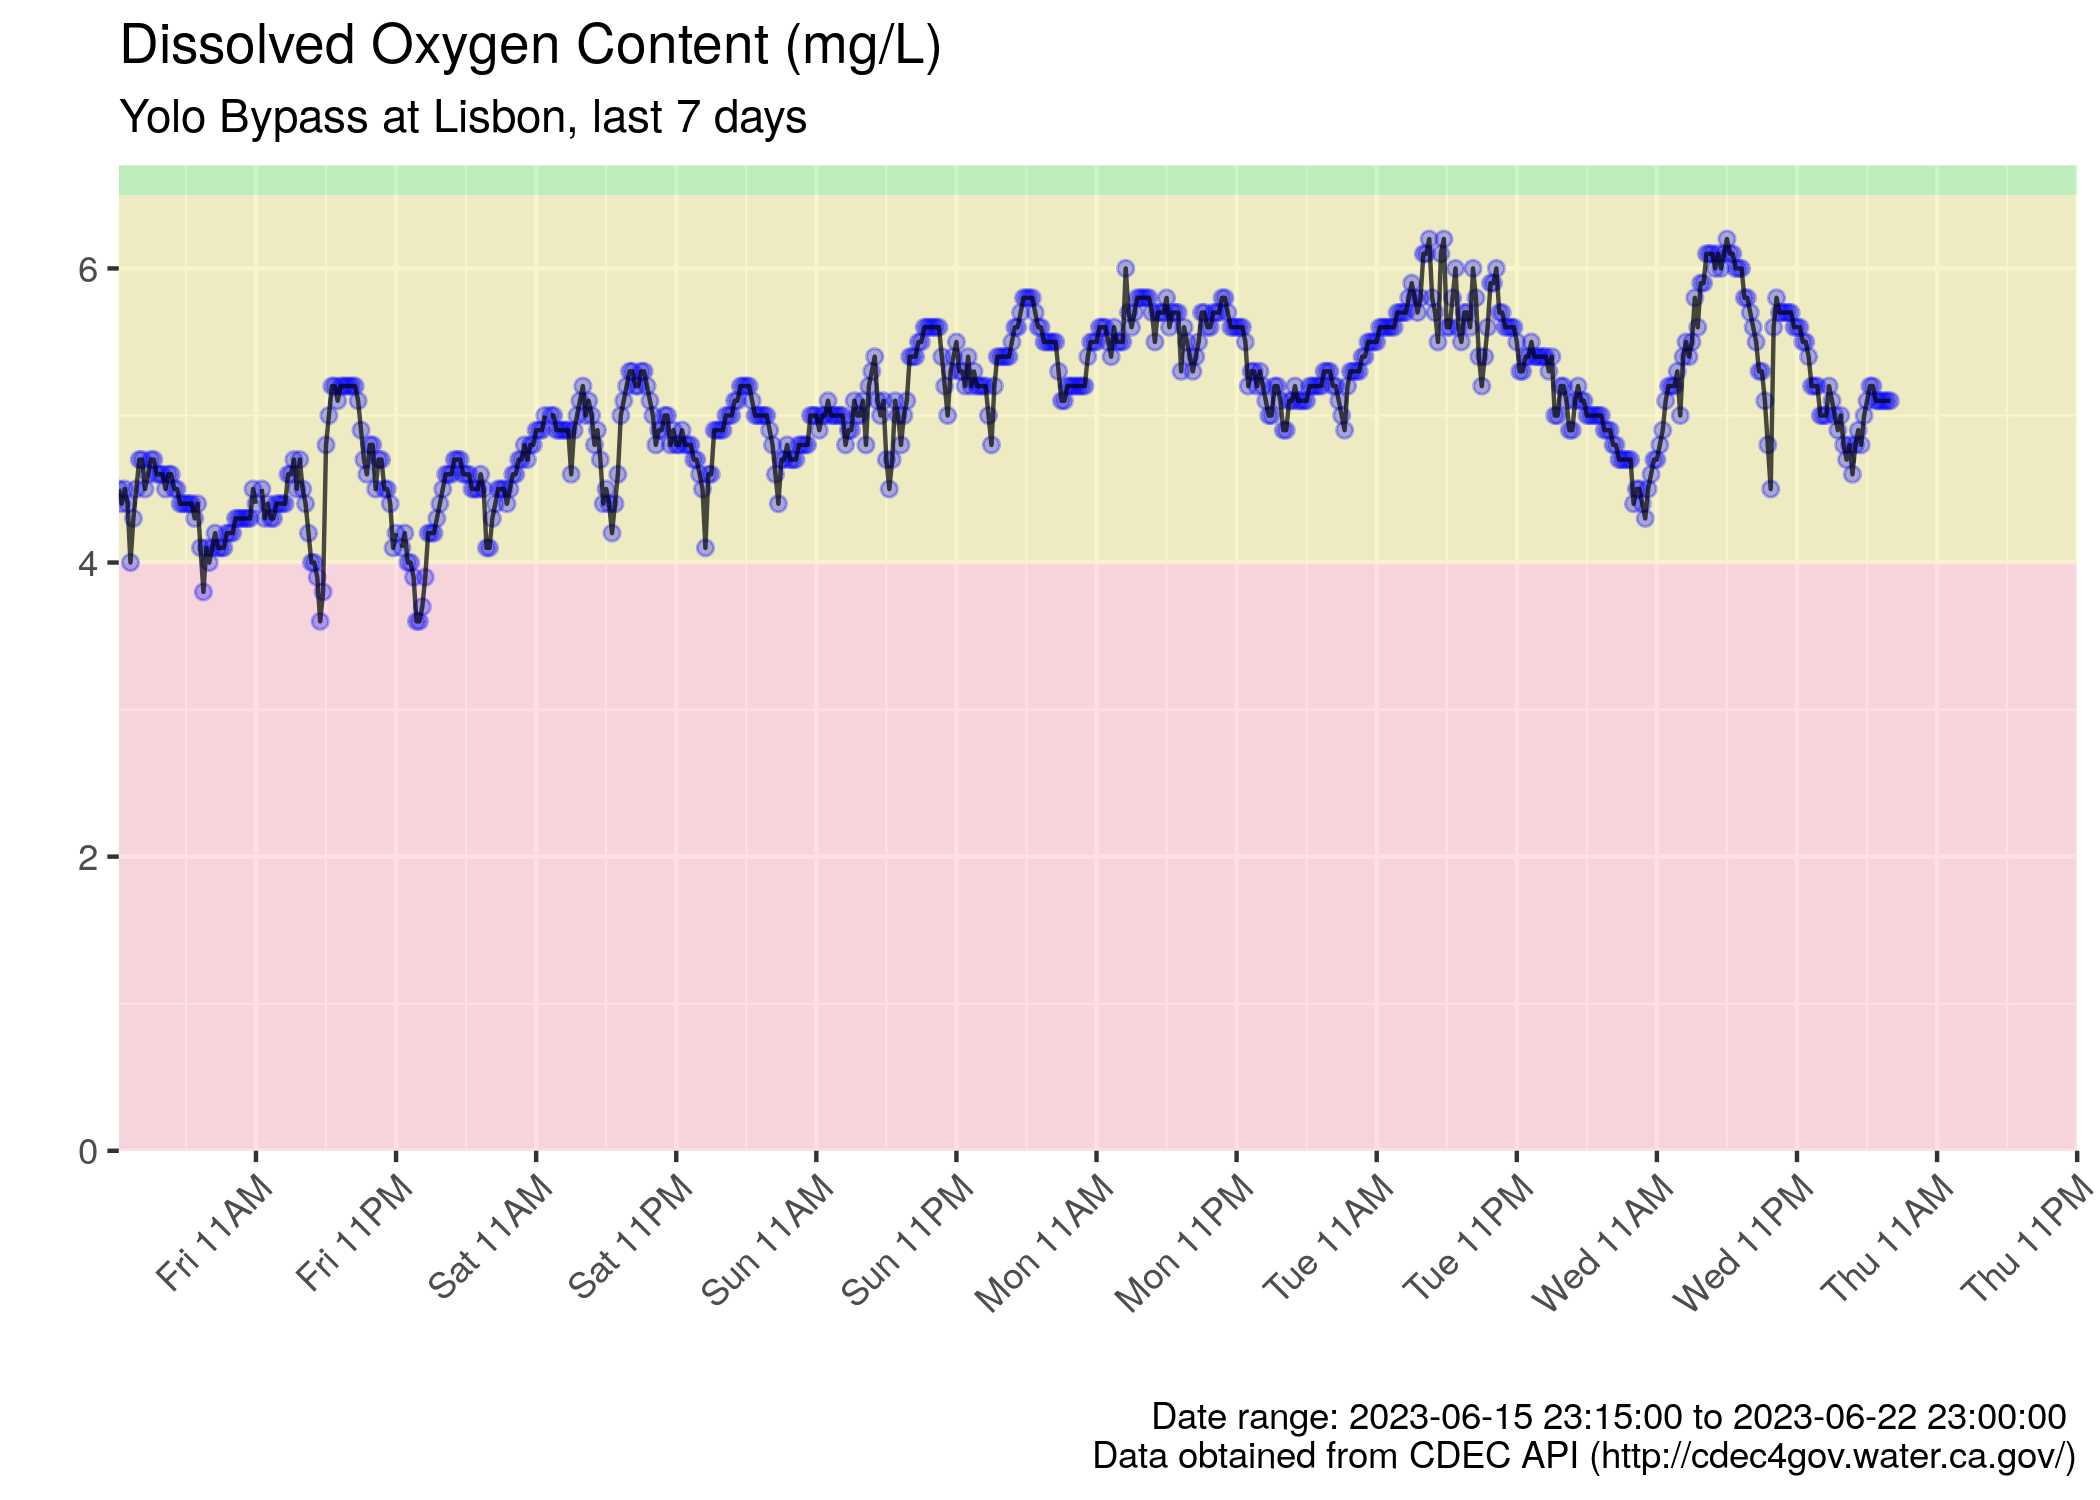 Dissolved Oxygen Content (mg/L)
Yolo Bypass at Lisbon, last 7 days
6
4
2
0
Fri 11AM
Fri 11PM
Sat 11AM
Sat 11PM
Sun 11AM
Sun 11PM
Mon 11AM
Mon 11PM
Tue 11AM
Tue 11PM
Wed 11AM
Wed 11PM
Thu 11AM
Thu 11PM
Date range: 2023-06-15 23:15:00 to 2023-06-22 23:00:00
Data obtained from CDEC API (http://cdec4gov.water.ca.gov/)